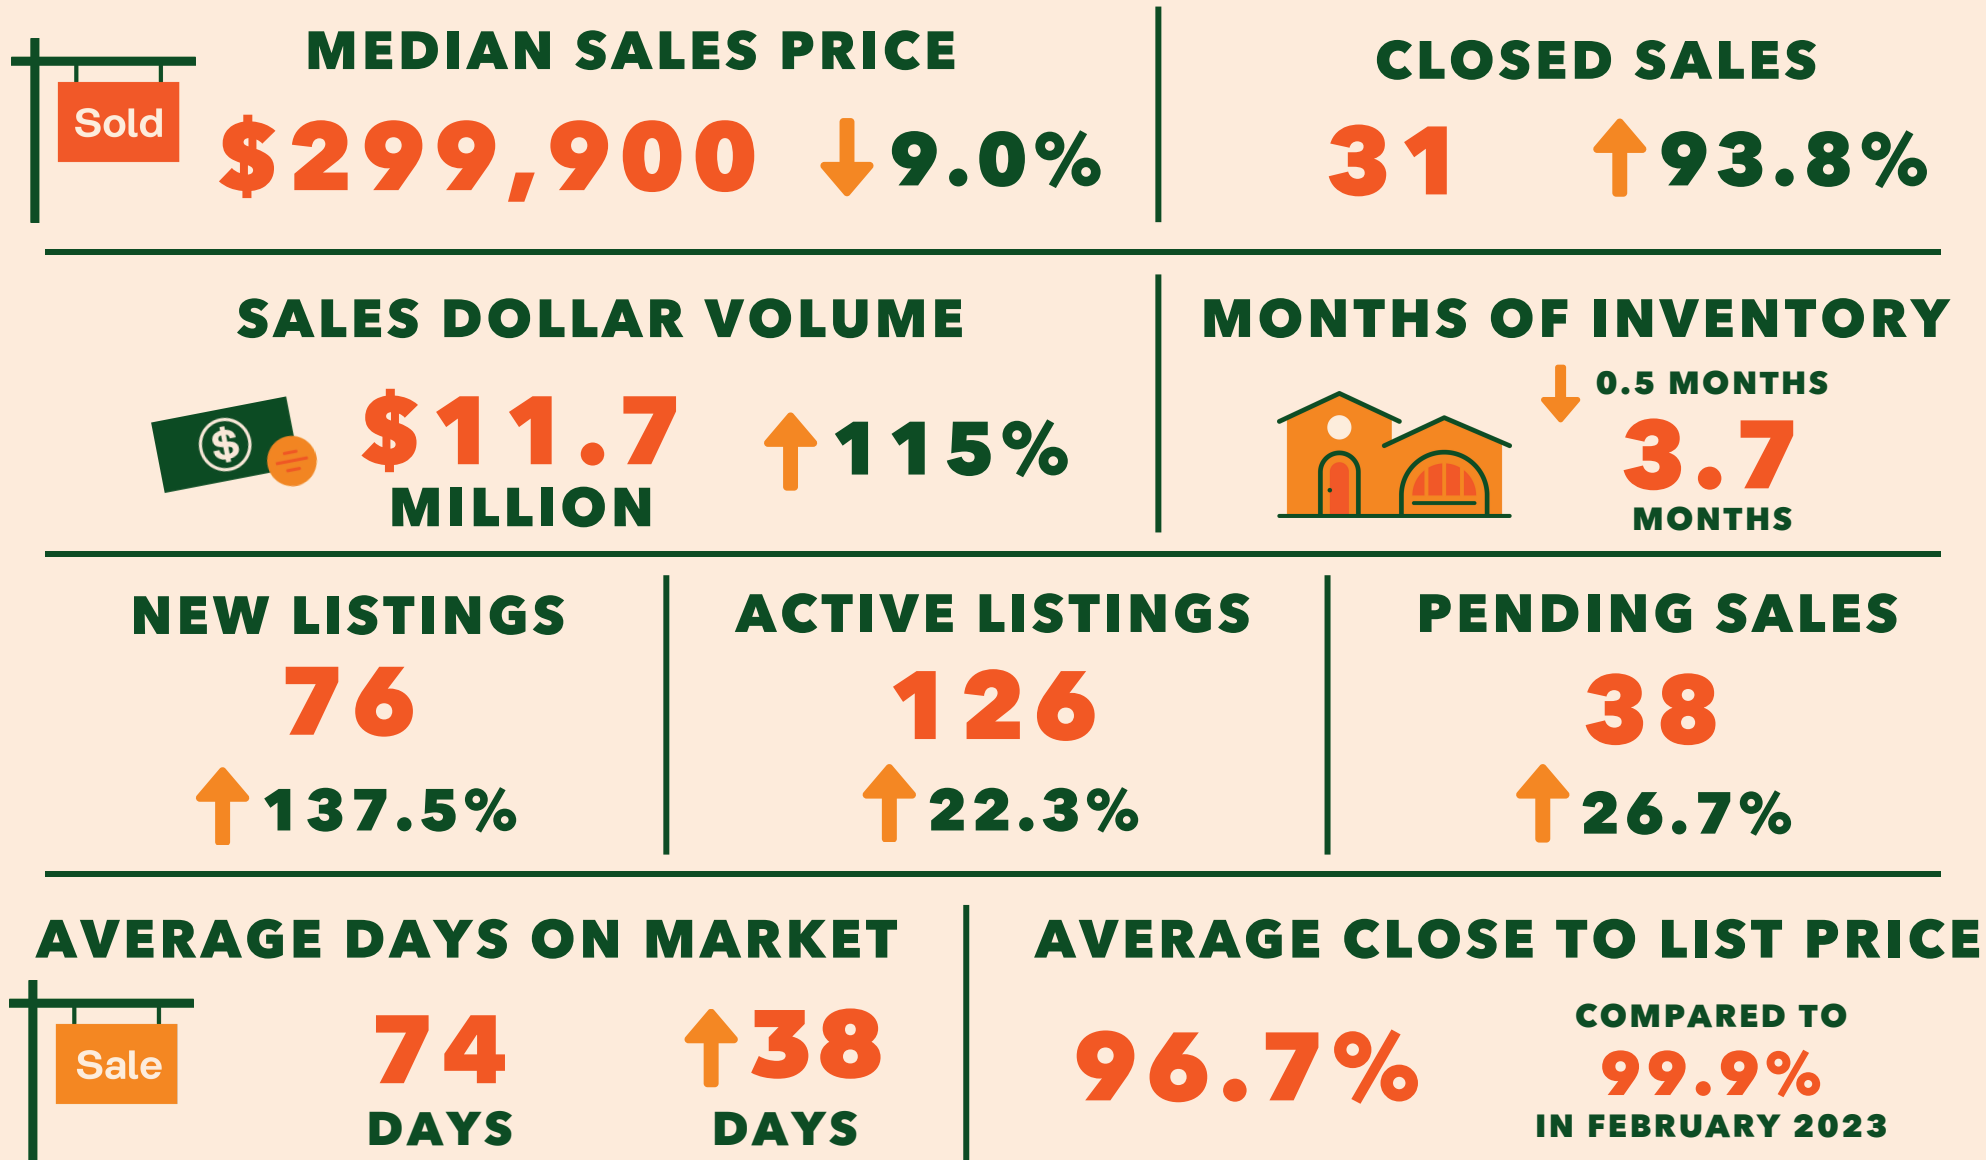 MEDIAN SALES PRICE
Sold
$299,900
9.0%
CLOSED SALES
31
93.8%
SALES DOLLAR VOLUME
$
$11.7
MILLION
115%
MONTHS OF INVENTORY
0.5 MONTHS
3.7
MONTHS
NEW LISTINGS
76
137.5%
ACTIVE LISTINGS
126
22.3%
PENDING SALES
38
26.7%
AVERAGE DAYS ON MARKET
Sale
74
DAYS
38
DAYS
AVERAGE CLOSE TO LIST PRICE
96.7%
COMPARED TO
99.9%
IN FEBRUARY 2023